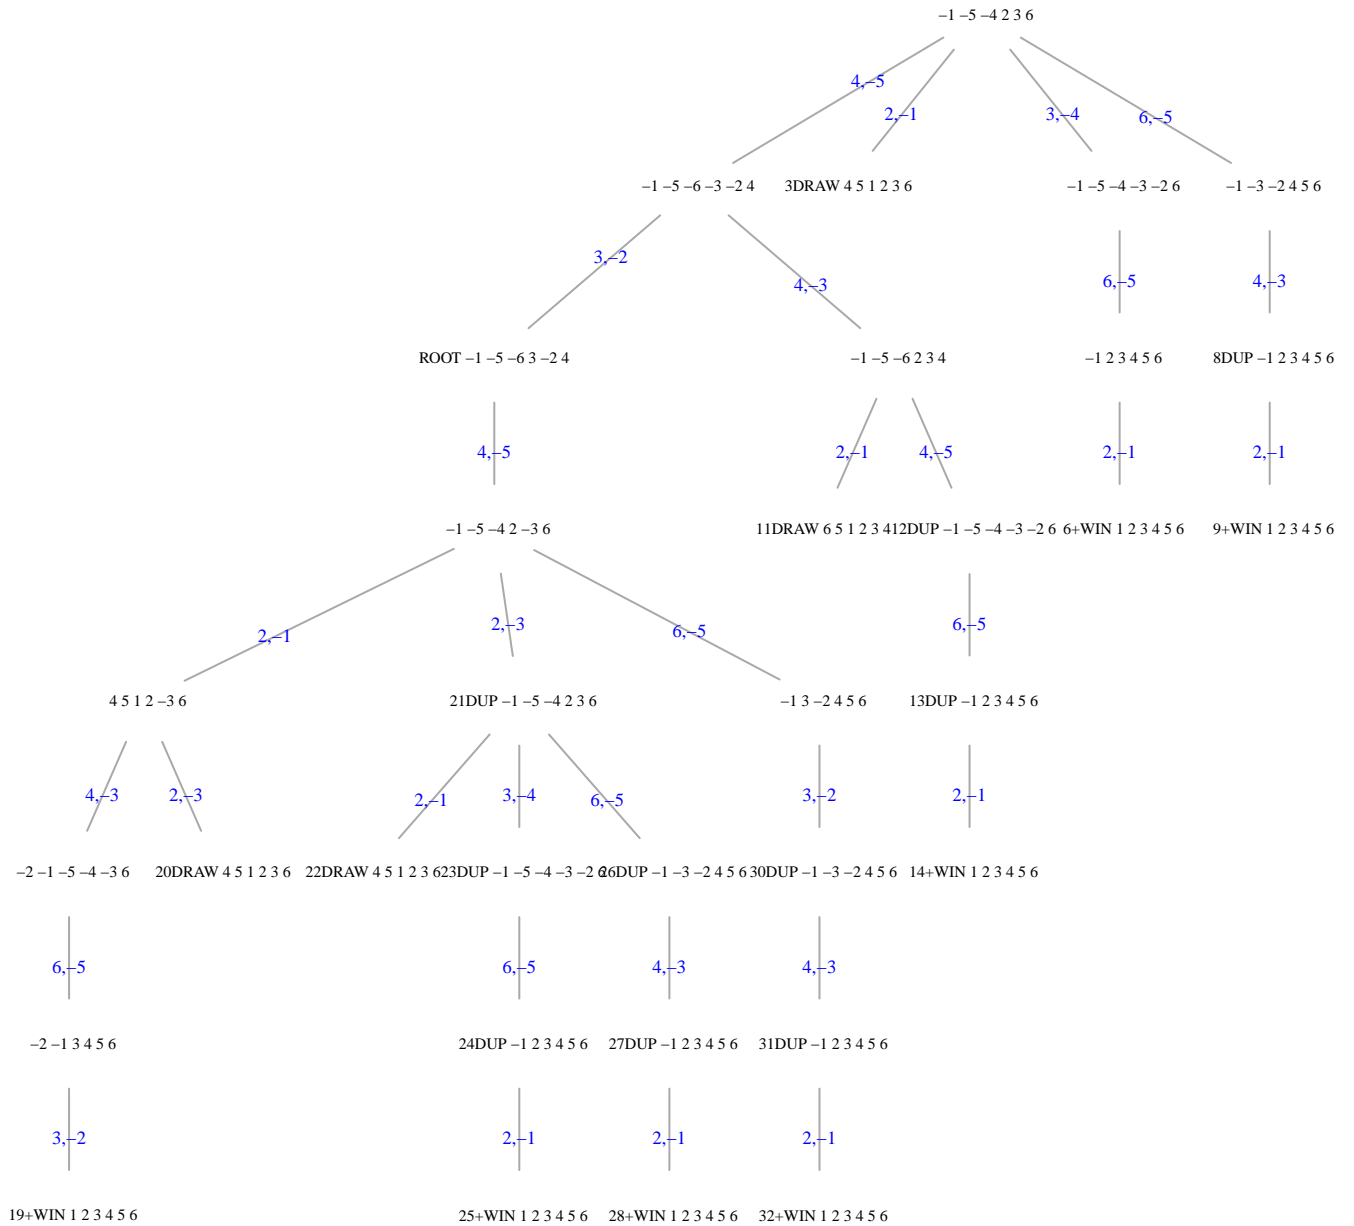 –1 –5 –4 2 3 6
4,–5
2,–1
3,–4
6,–5
–1 –5 –6 –3 –2 4
3DRAW 4 5 1 2 3 6
–1 –5 –4 –3 –2 6
–1 –3 –2 4 5 6
3,–2
4,–3
6,–5
4,–3
ROOT –1 –5 –6 3 –2 4
–1 –5 –6 2 3 4
–1 2 3 4 5 6
8DUP –1 2 3 4 5 6
4,–5
2,–1
4,–5
2,–1
2,–1
–1 –5 –4 2 –3 6
11DRAW 6 5 1 2 3 4
12DUP –1 –5 –4 –3 –2 6
6+WIN 1 2 3 4 5 6
9+WIN 1 2 3 4 5 6
2,–1
2,–3
6,–5
6,–5
4 5 1 2 –3 6
21DUP –1 –5 –4 2 3 6
–1 3 –2 4 5 6
13DUP –1 2 3 4 5 6
4,–3
2,–3
2,–1
3,–4
6,–5
3,–2
2,–1
–2 –1 –5 –4 –3 6
20DRAW 4 5 1 2 3 6
22DRAW 4 5 1 2 3 6
23DUP –1 –5 –4 –3 –2 6
26DUP –1 –3 –2 4 5 6
30DUP –1 –3 –2 4 5 6
14+WIN 1 2 3 4 5 6
6,–5
6,–5
4,–3
4,–3
–2 –1 3 4 5 6
24DUP –1 2 3 4 5 6
27DUP –1 2 3 4 5 6
31DUP –1 2 3 4 5 6
3,–2
2,–1
2,–1
2,–1
19+WIN 1 2 3 4 5 6
25+WIN 1 2 3 4 5 6
28+WIN 1 2 3 4 5 6
32+WIN 1 2 3 4 5 6